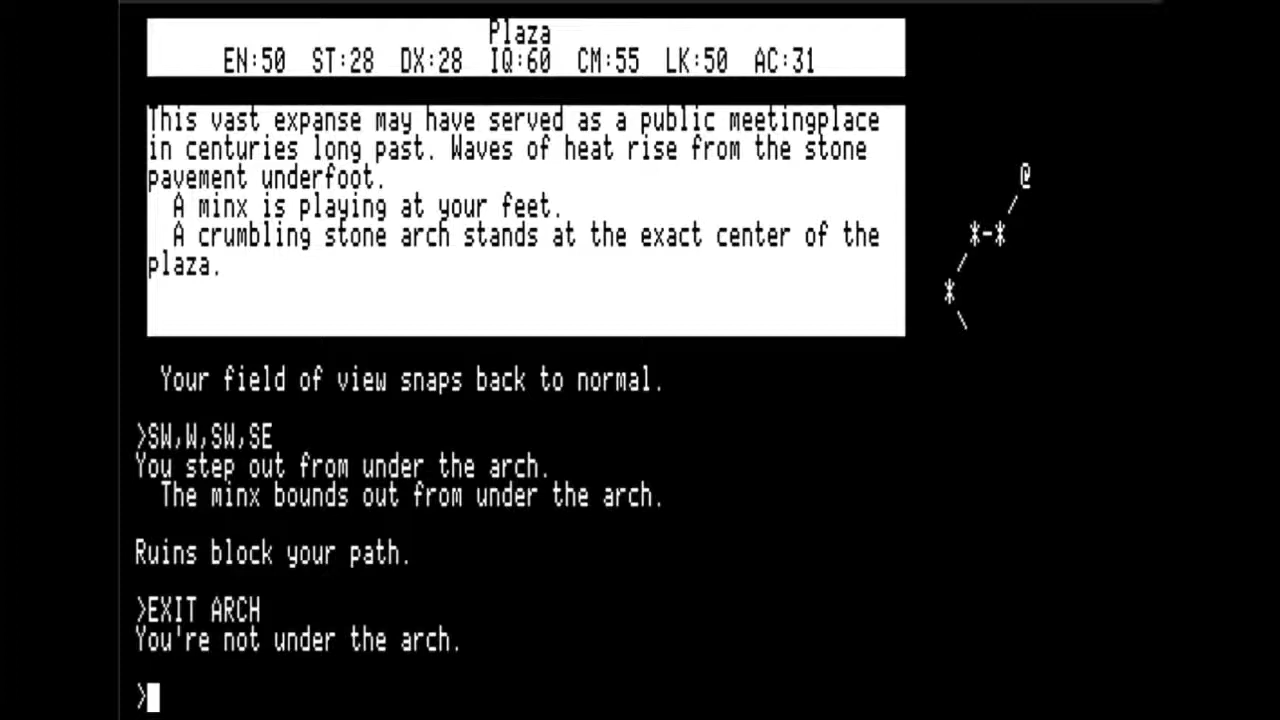 Plaza
EN:50 ST:28 DX:28 IQ:60 CM:55 LK:50 AC:31
This vast expanse may have served as a public meetingplace
in centuries long past. Waves of heat rise from the stone
pavement underfoot.
A minx is playing at your feet.
A crumbling stone arch stands at the exact center of the
plaza.
@
/
*-*
/
*
\
Your field of view snaps back to normal.
>SW,W,SW,SE
You step out from under the arch.
The minx bounds out from under the arch.
Ruins block your path.
>EXIT ARCH
You're not under the arch.
>